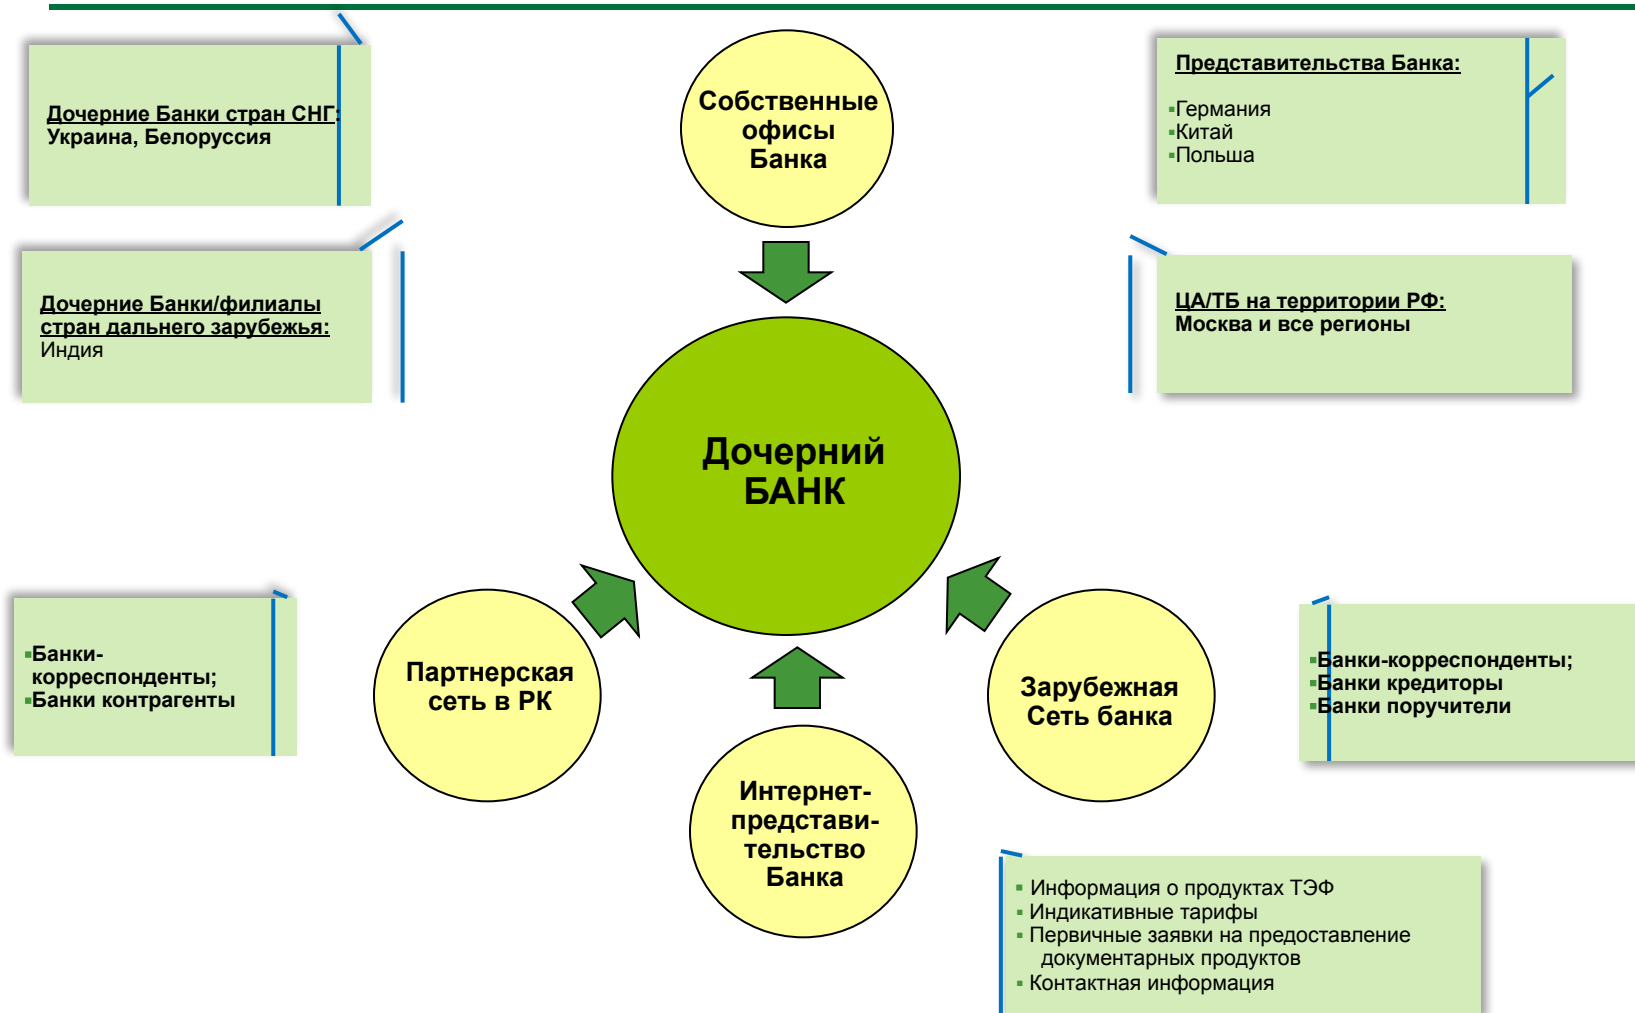 Дочерние Банки стран СНГ:
Украина, Белоруссия
Собственные
офисы
Банка
Представительства Банка:
▪Германия
▪Китай
▪Польша
Дочерние Банки/филиалы
стран дальнего зарубежья:
Индия
ЦА/ТБ на территории РФ:
Москва и все регионы
Дочерний
БАНК
▪Банки-
корреспонденты;
▪Банки контрагенты
Партнерская
сеть в РК
Интернет-
представи-
тельство
Банка
Зарубежная
Сеть банка
▪Банки-корреспонденты;
▪Банки кредиторы
▪Банки поручители
▪ Информация о продуктах ТЭФ
▪ Индикативные тарифы
▪ Первичные заявки на предоставление
документарных продуктов
▪ Контактная информация